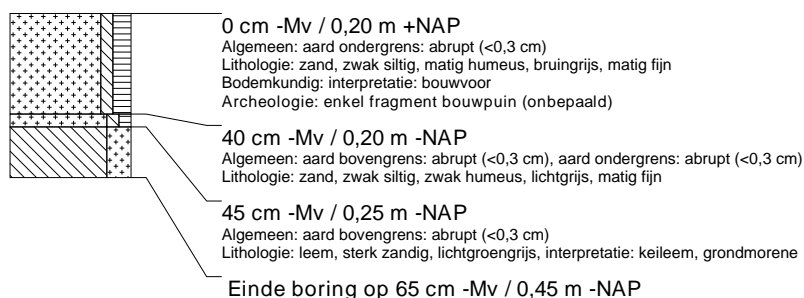 0 cm -Mv / 0,20 m +NAP
Algemeen: aard ondergrens: abrupt (<0,3 cm)
Lithologie: zand, zwak siltig, matig humeus, bruingrijs, matig fijn
Bodemkundig: interpretatie: bouwvoor
Archeologie: enkel fragment bouwpuin (onbepaald)
40 cm -Mv / 0,20 m -NAP
Algemeen: aard bovengrens: abrupt (<0,3 cm), aard ondergrens: abrupt (<0,3 cm)
Lithologie: zand, zwak siltig, zwak humeus, lichtgrijs, matig fijn
45 cm -Mv / 0,25 m -NAP
Algemeen: aard bovengrens: abrupt (<0,3 cm)
Lithologie: leem, sterk zandig, lichtgroengrijs, interpretatie: keileem, grondmorene
Einde boring op 65 cm -Mv / 0,45 m -NAP